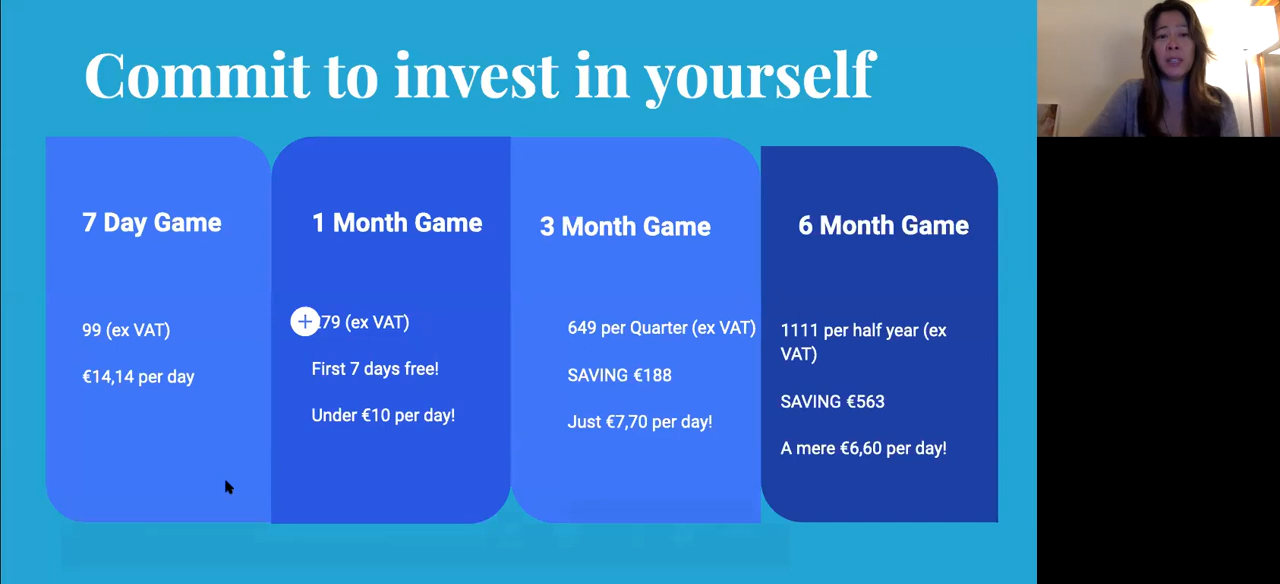 Commit to invest in yourself
7 Day Game
99 (ex VAT)
€14,14 per day
1 Month Game
79 (ex VAT)
First 7 days free!
Under €10 per day!
3 Month Game
649 per Quarter (ex VAT)
SAVING €188
Just €7,70 per day!
6 Month Game
1111 per half year (ex
VAT)
SAVING €563
A mere €6,60 per day!